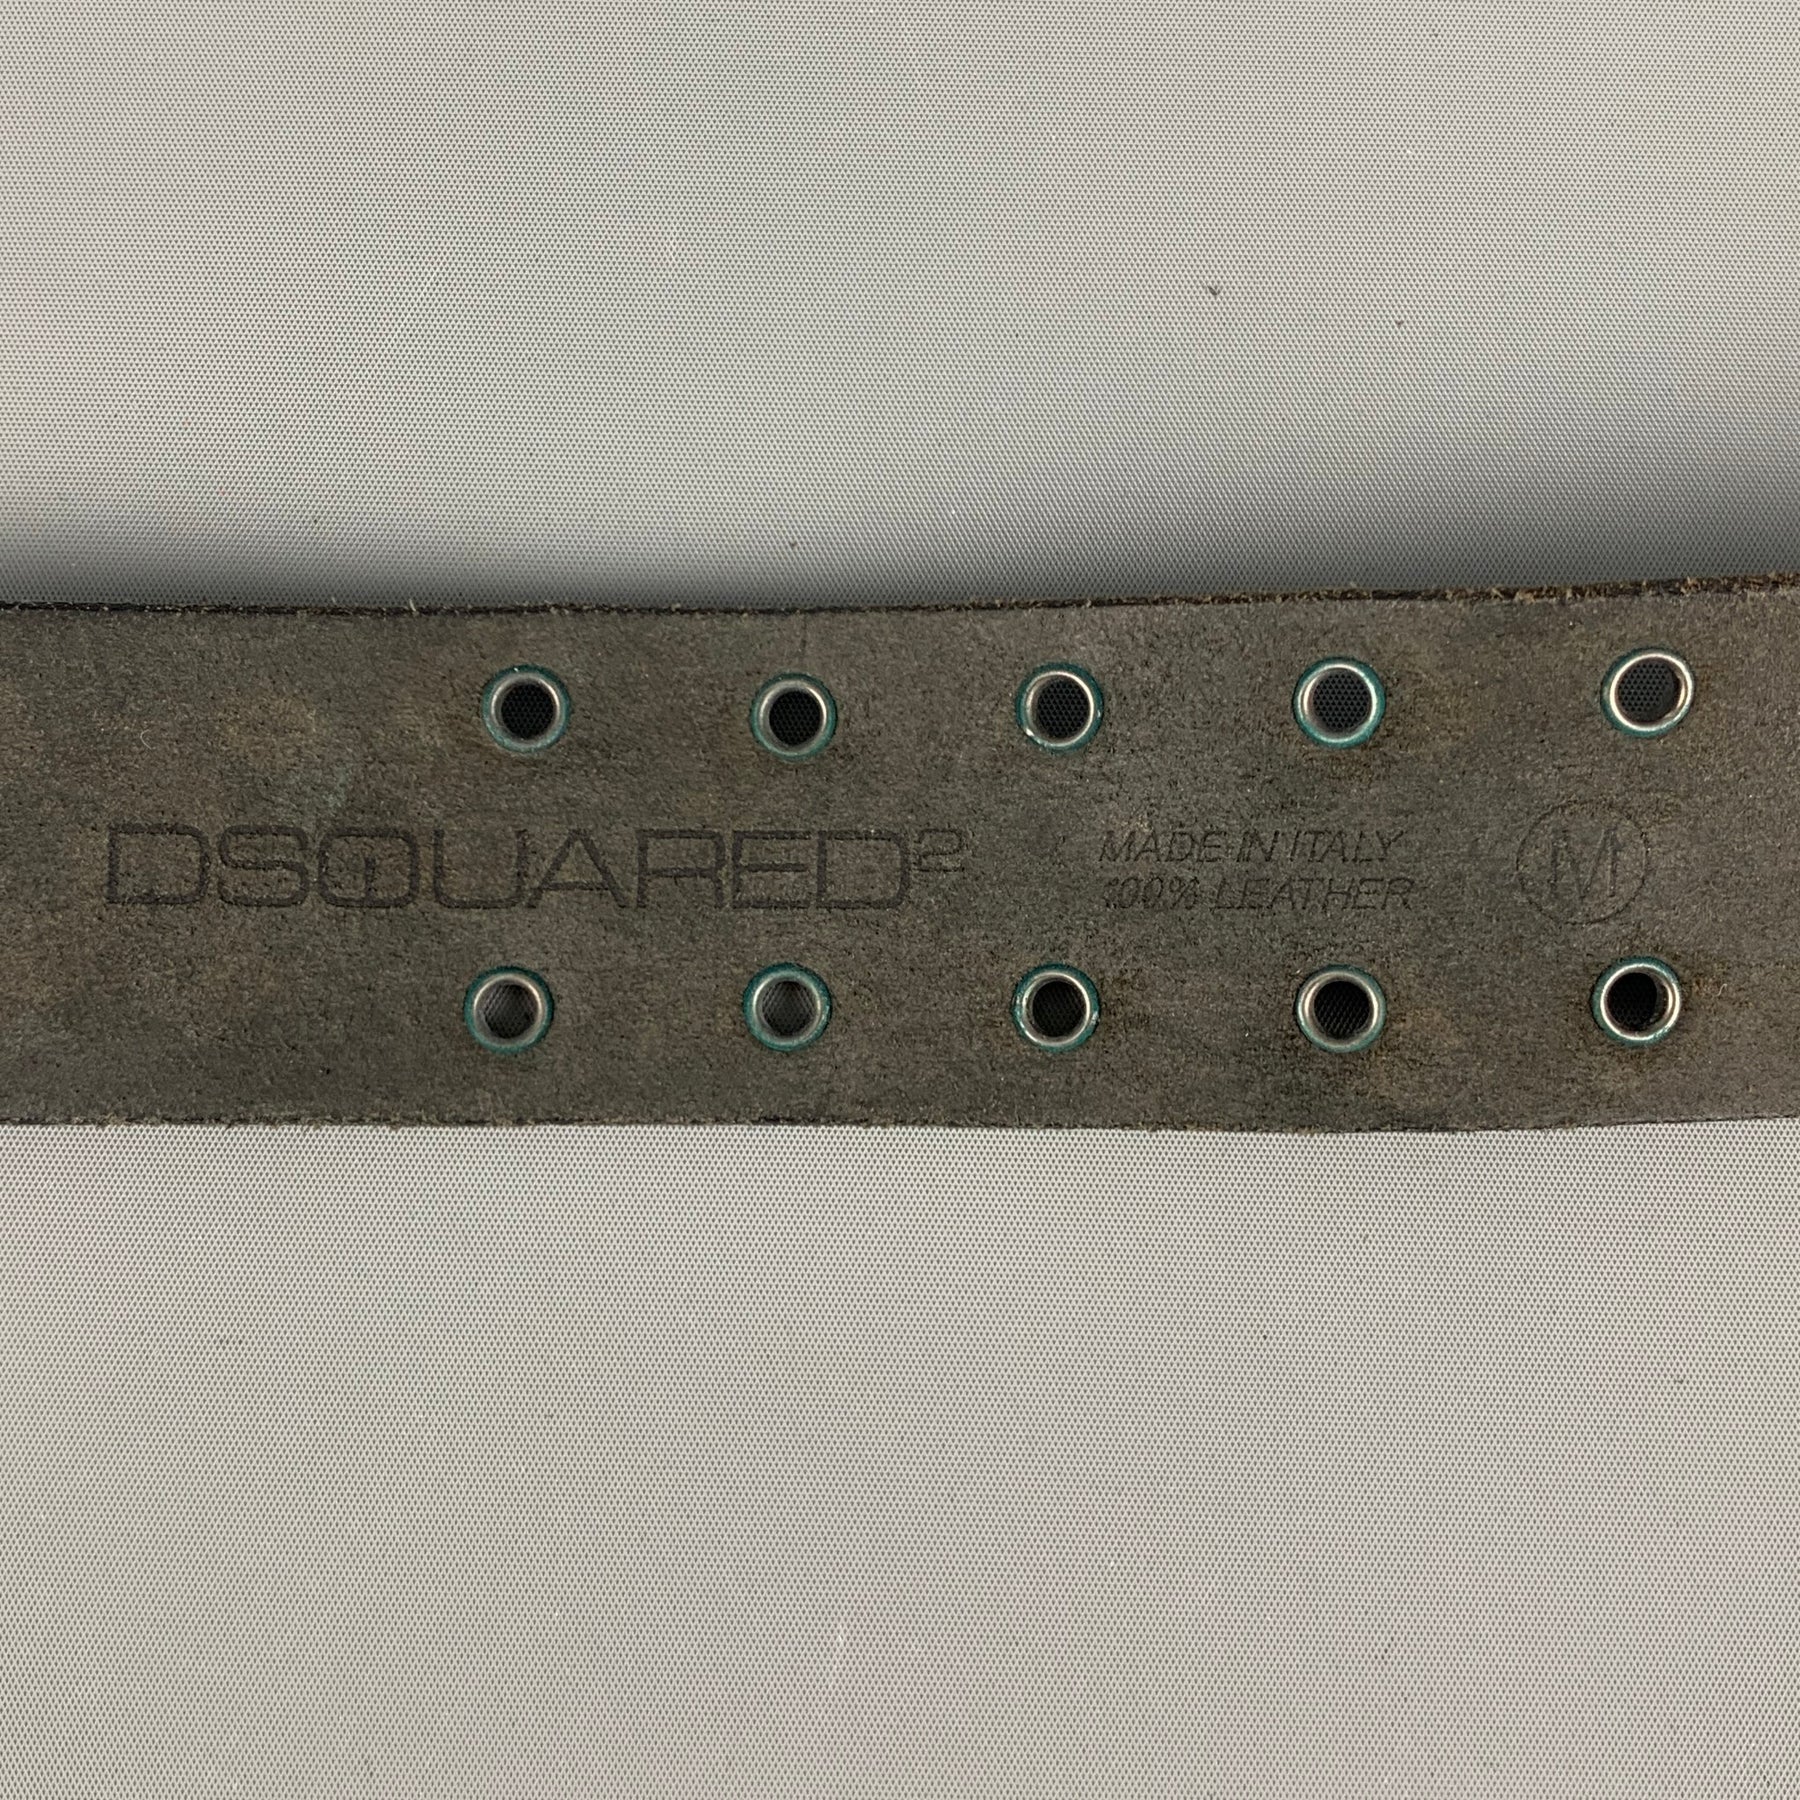 DSQUARED²
MADE IN ITALY
100% LEATHER
M